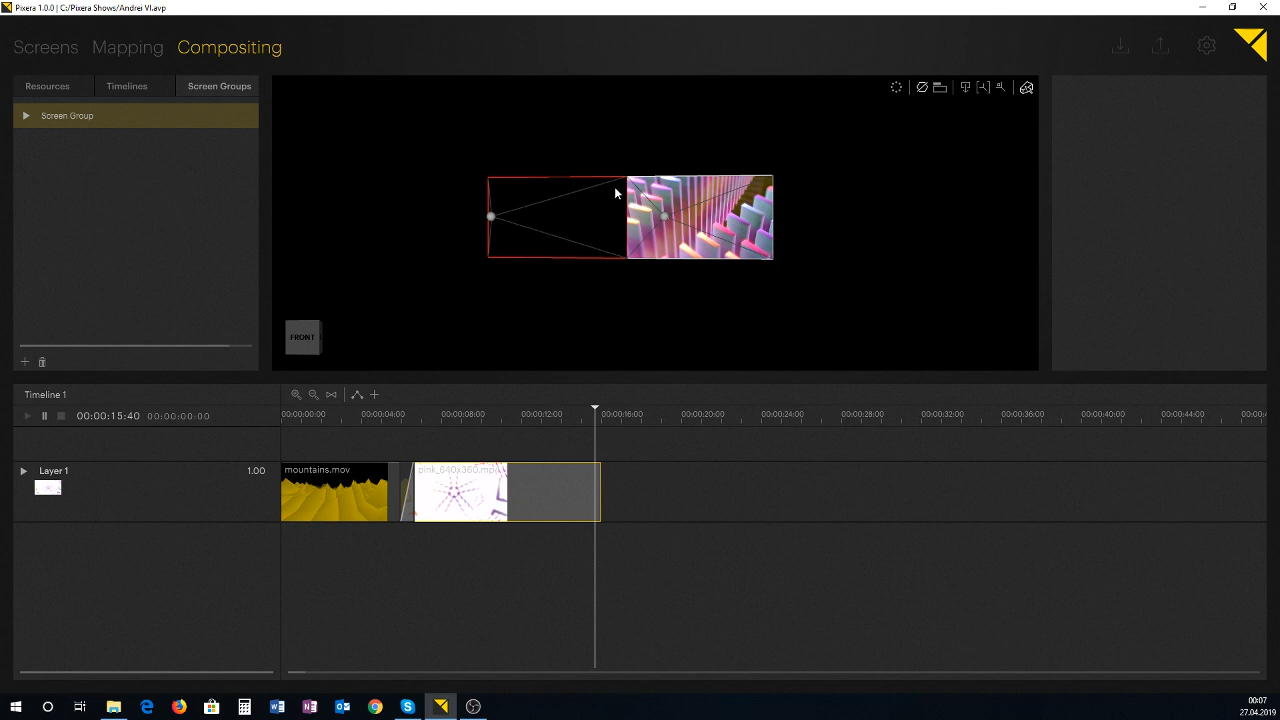 Pixera 1.0.0 | C:/Pixera Shows/Andrei VI.avp
Screens Mapping Compositing
Resources Timelines Screen Groups
Screen Group
FRONT
Timeline 1
00:00:15:40 00:00:00:00
00:00:00:00 00:00:04:00 00:00:08:00 00:00:12:00 00:00:16:00 00:00:20:00 00:00:24:00 00:00:28:00 00:00:32:00 00:00:36:00 00:00:40:00 00:00:44:00
Layer 1 1.00
mountains.mov pink_640x360.mp4
00:07
27.04.2019